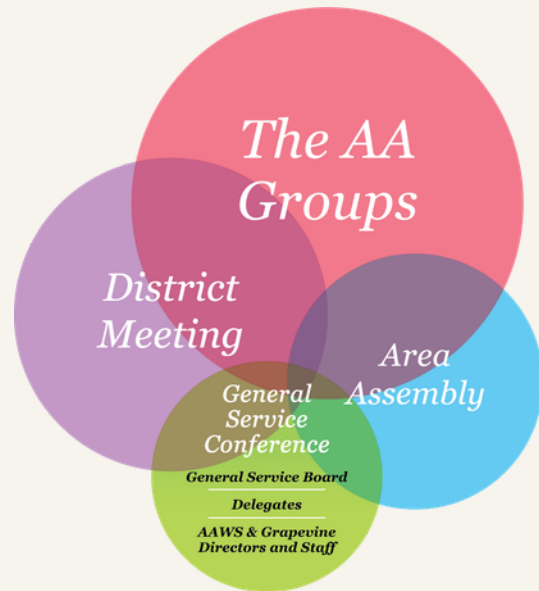 The AA
Groups
District
Meeting
Area
Assembly
General
Service
Conference
General Service Board
Delegates
AAWS & Grapevine
Directors and Staff